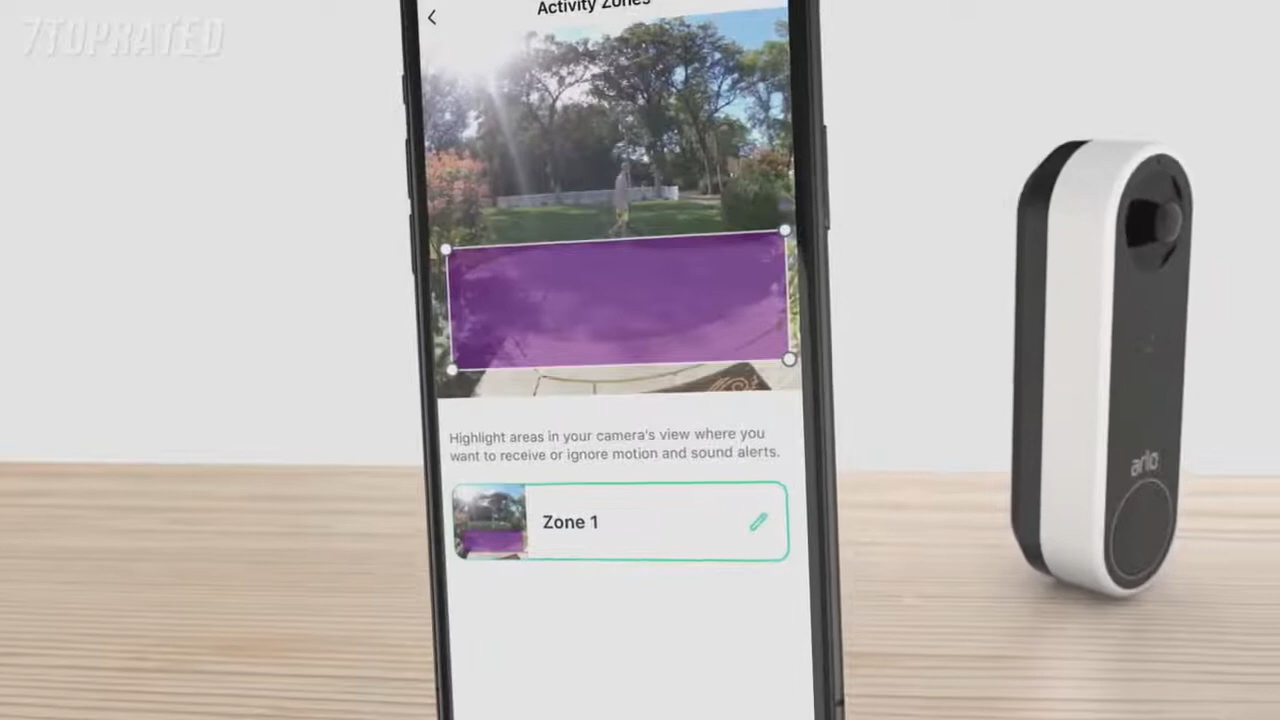 7TOPRATED
Activity Zones
Highlight areas in your camera's view where you
want to receive or ignore motion and sound alerts.
Zone 1
arlo